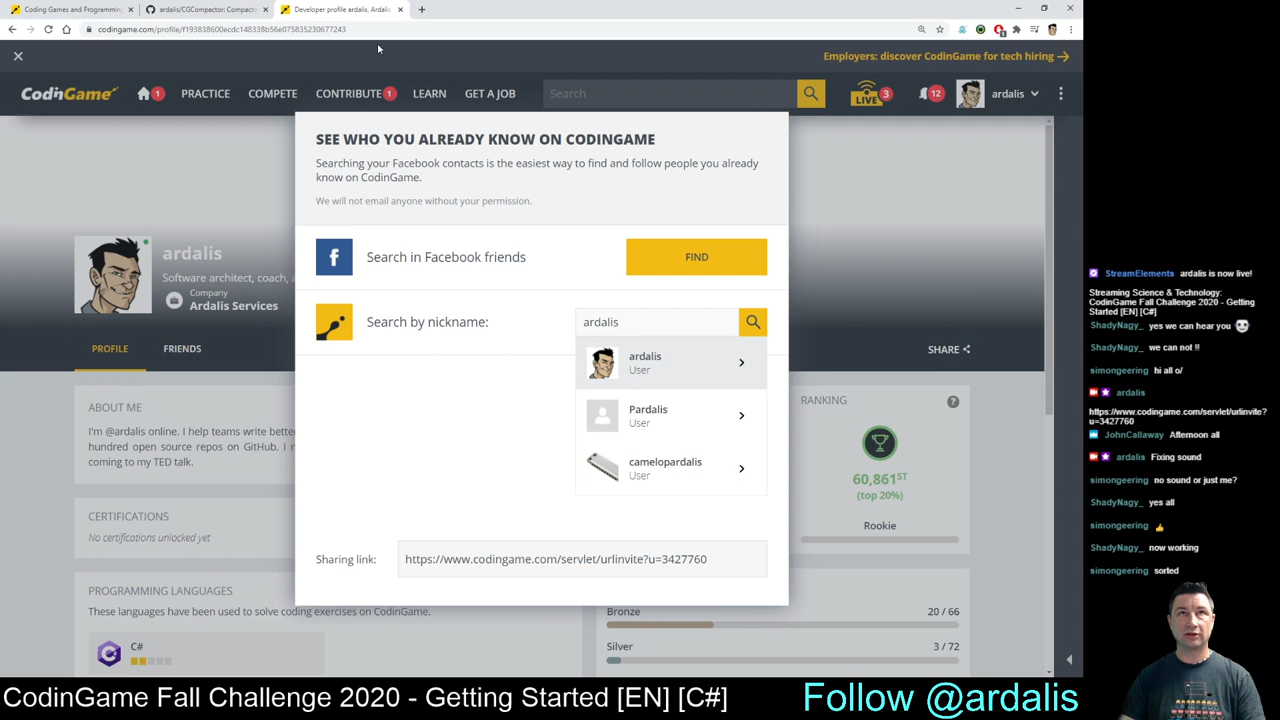 Coding Games and Programming
ardalis/CGCompactor: Compacto
Developer profile ardalis, Ardalis
codingame.com/profile/f193838600ecdc148338b56e075835230677243
Employers: discover CodinGame for tech hiring
CodinGame
1
PRACTICE
COMPETE
CONTRIBUTE
1
LEARN
GET A JOB
Search
LIVE
3
12
ardalis
SEE WHO YOU ALREADY KNOW ON CODINGAME
Searching your Facebook contacts is the easiest way to find and follow people you already
know on CodinGame.
We will not email anyone without your permission.
Search in Facebook friends
FIND
Search by nickname:
ardalis
ardalis
User
Pardalis
User
camelopardalis
User
Sharing link:
https://www.codingame.com/servlet/urlinvite?u=3427760
ardalis
Software architect, coach, a
Company
Ardalis Services
PROFILE
FRIENDS
SHARE
ABOUT ME
I'm @ardalis online. I help teams write better
hundred open source repos on GitHub. I
coming to my TED talk.
CERTIFICATIONS
No certifications unlocked yet
PROGRAMMING LANGUAGES
These languages have been used to solve coding exercises on CodinGame.
C#
RANKING
?
60,861ST
(top 20%)
Rookie
Bronze
20 / 66
Silver
3 / 72
StreamElements ardalis is now live!
Streaming Science & Technology:
CodinGame Fall Challenge 2020 - Getting
Started [EN] [C#]
ShadyNagy_ yes we can hear you
ShadyNagy_ we can not !!
simongeering hi all o/
ardalis
https://www.codingame.com/servlet/urlinvite?
u=3427760
JohnCallaway Afternoon all
ardalis Fixing sound
simongeering no sound or just me?
ShadyNagy_ yes all
simongeering
ShadyNagy_ now working
simongeering sorted
CodinGame Fall Challenge 2020 - Getting Started [EN] [C#]
Follow @ardalis